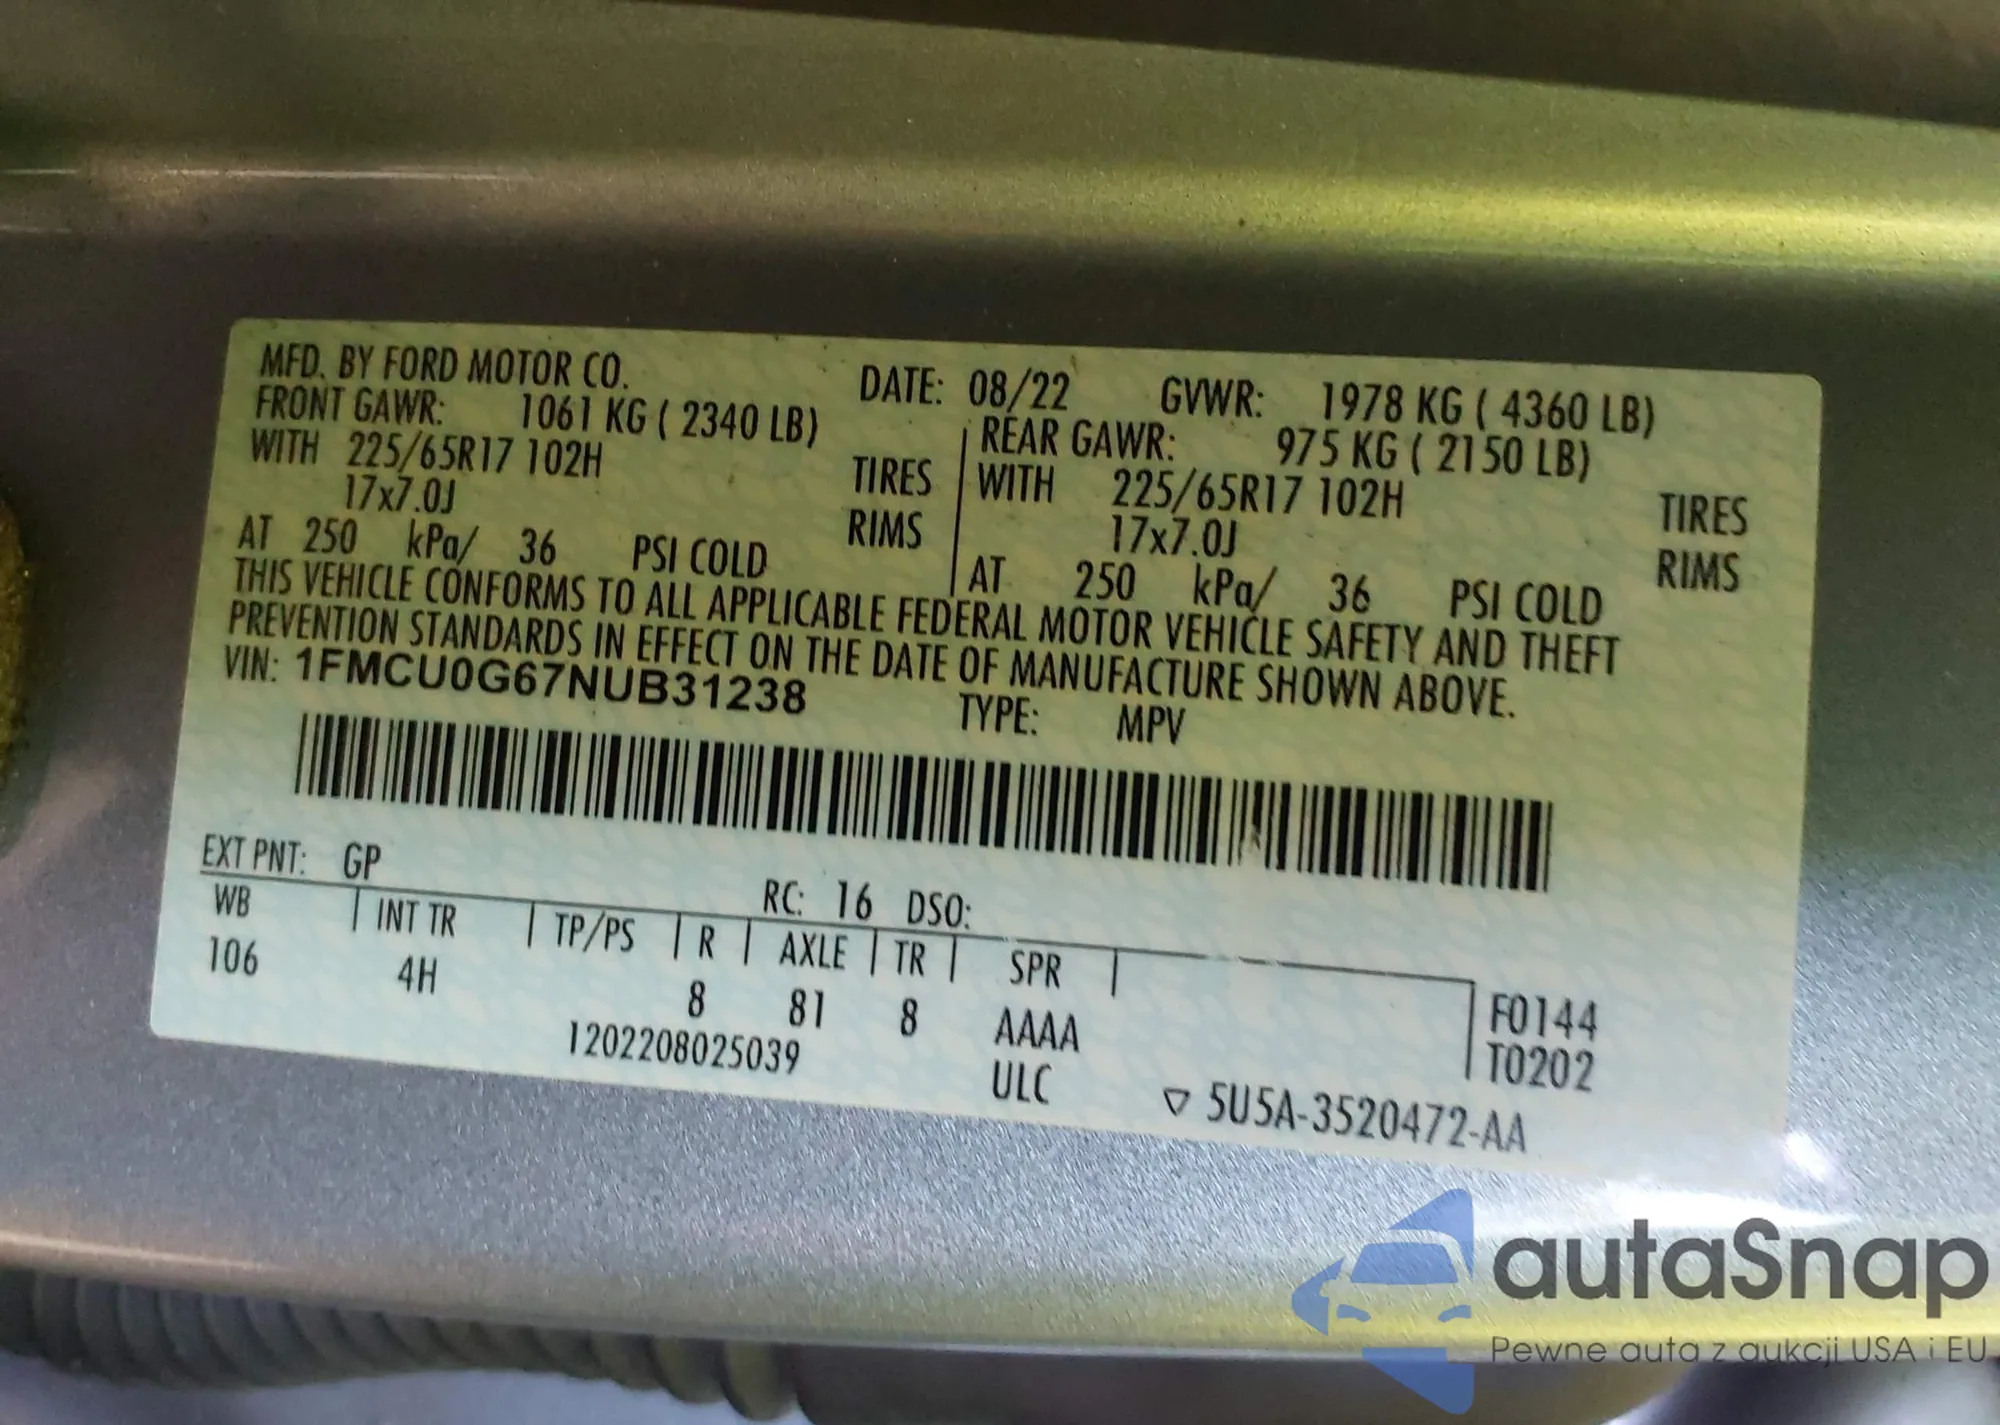 MFD. BY FORD MOTOR CO. DATE: 08/22 GVWR: 1978 KG ( 4360 LB)
FRONT GAWR: 1061 KG ( 2340 LB) REAR GAWR: 975 KG ( 2150 LB)
WITH 225/65R17 102H TIRES WITH 225/65R17 102H TIRES
17x7.0J RIMS 17x7.0J RIMS
AT 250 kPa/ 36 PSI COLD AT 250 kPa/ 36 PSI COLD
THIS VEHICLE CONFORMS TO ALL APPLICABLE FEDERAL MOTOR VEHICLE SAFETY AND THEFT
PREVENTION STANDARDS IN EFFECT ON THE DATE OF MANUFACTURE SHOWN ABOVE.
VIN: 1FMCU0G67NUB31238 TYPE: MPV
EXT PNT: GP RC: 16 DSO:
WB INT TR TP/PS R AXLE TR SPR
106 4H 8 81 8 AAAA F0144
1202208025039 ULC T0202
▽ 5U5A-3520472-AA
autaSnap
Pewne auta z aukcji USA i EU